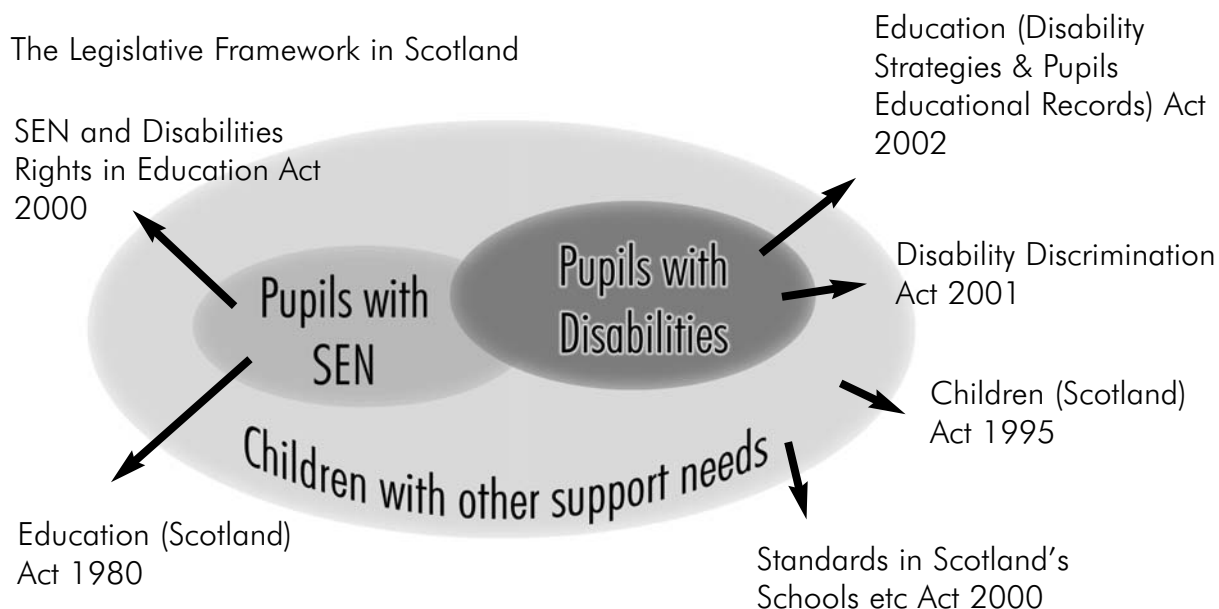 The Legislative Framework in Scotland
Education (Disability
Strategies & Pupils
Educational Records) Act
2002
SEN and Disabilities
Rights in Education Act
2000
Pupils with
SEN
Pupils with
Disabilities
Disability Discrimination
Act 2001
Children (Scotland)
Act 1995
Children with other support needs
Education (Scotland)
Act 1980
Standards in Scotland’s
Schools etc Act 2000